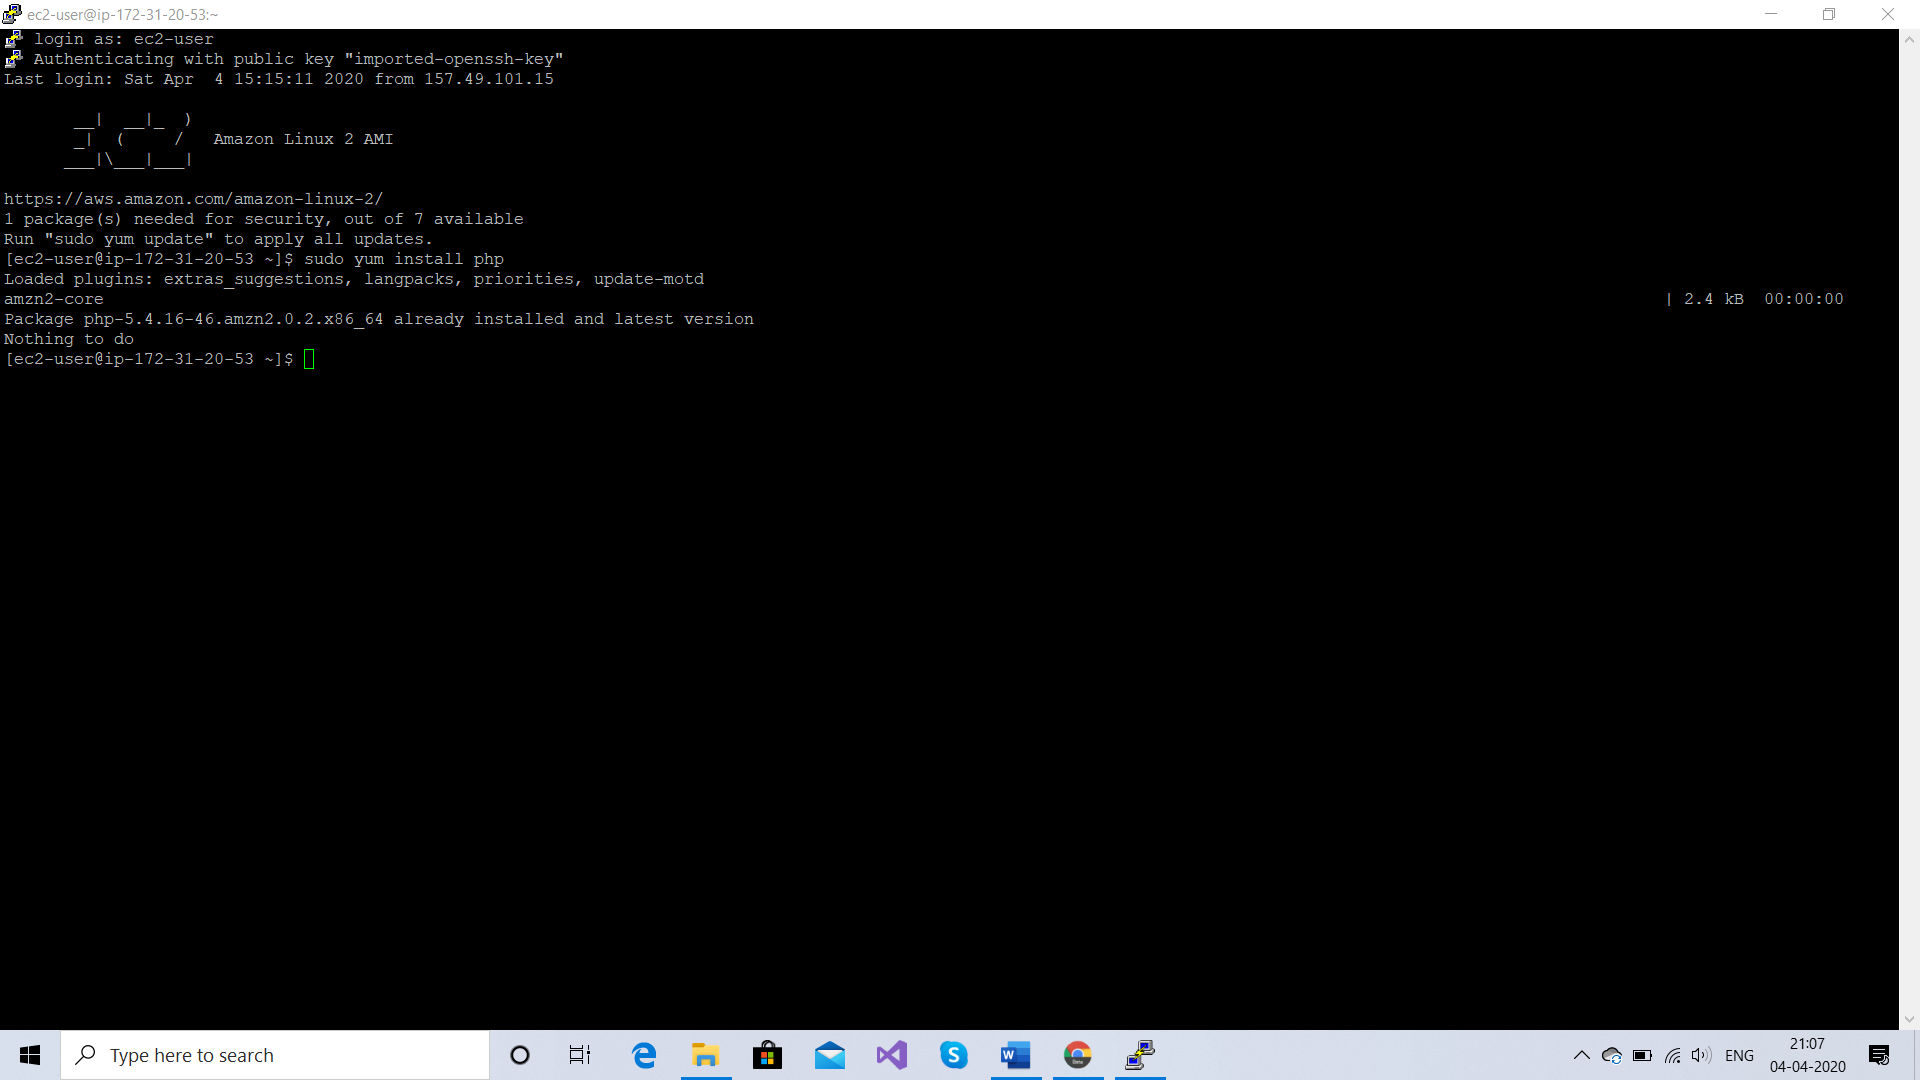 ec2-user@ip-172-31-20-53:~
login as: ec2-user
Authenticating with public key "imported-openssh-key"
Last login: Sat Apr  4 15:15:11 2020 from 157.49.101.15
__|  __|_  )
_|  (     /   Amazon Linux 2 AMI
___|\___|___|
https://aws.amazon.com/amazon-linux-2/
1 package(s) needed for security, out of 7 available
Run "sudo yum update" to apply all updates.
[ec2-user@ip-172-31-20-53 ~]$ sudo yum install php
Loaded plugins: extras_suggestions, langpacks, priorities, update-motd
amzn2-core | 2.4 kB  00:00:00
Package php-5.4.16-46.amzn2.0.2.x86_64 already installed and latest version
Nothing to do
[ec2-user@ip-172-31-20-53 ~]$
Type here to search
ENG
21:07
04-04-2020